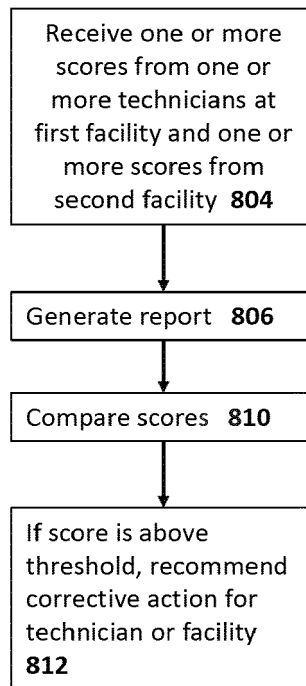 Receive one or more
scores from one or
more technicians at
first facility and one or
more scores from
second facility 804
Generate report 806
Compare scores 810
If score is above
threshold, recommend
corrective action for
technician or facility
812